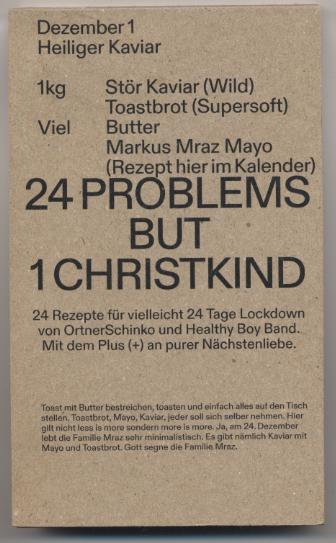 Dezember 1
Heiliger Kaviar
1kg Stör Kaviar (Wild)
Toastbrot (Supersoft)
Viel Butter
Markus Mraz Mayo
(Rezept hier im Kalender)
24 PROBLEMS
BUT
1 CHRISTKIND
24 Rezepte für vielleicht 24 Tage Lockdown
von OrtnerSchinko und Healthy Boy Band.
Mit dem Plus (+) an purer Nächstenliebe.
Toast mit Butter bestreichen, toasten und einfach alles auf den Tisch
stellen. Toastbrot, Mayo, Kaviar, jeder soll sich selber nehmen. Hier
gilt nicht less is more sondern more is more. Ja, am 24. Dezember
lebt die Familie Mraz sehr minimalistisch. Es gibt nämlich Kaviar mit
Mayo und Toastbrot. Gott segne die Familie Mraz.